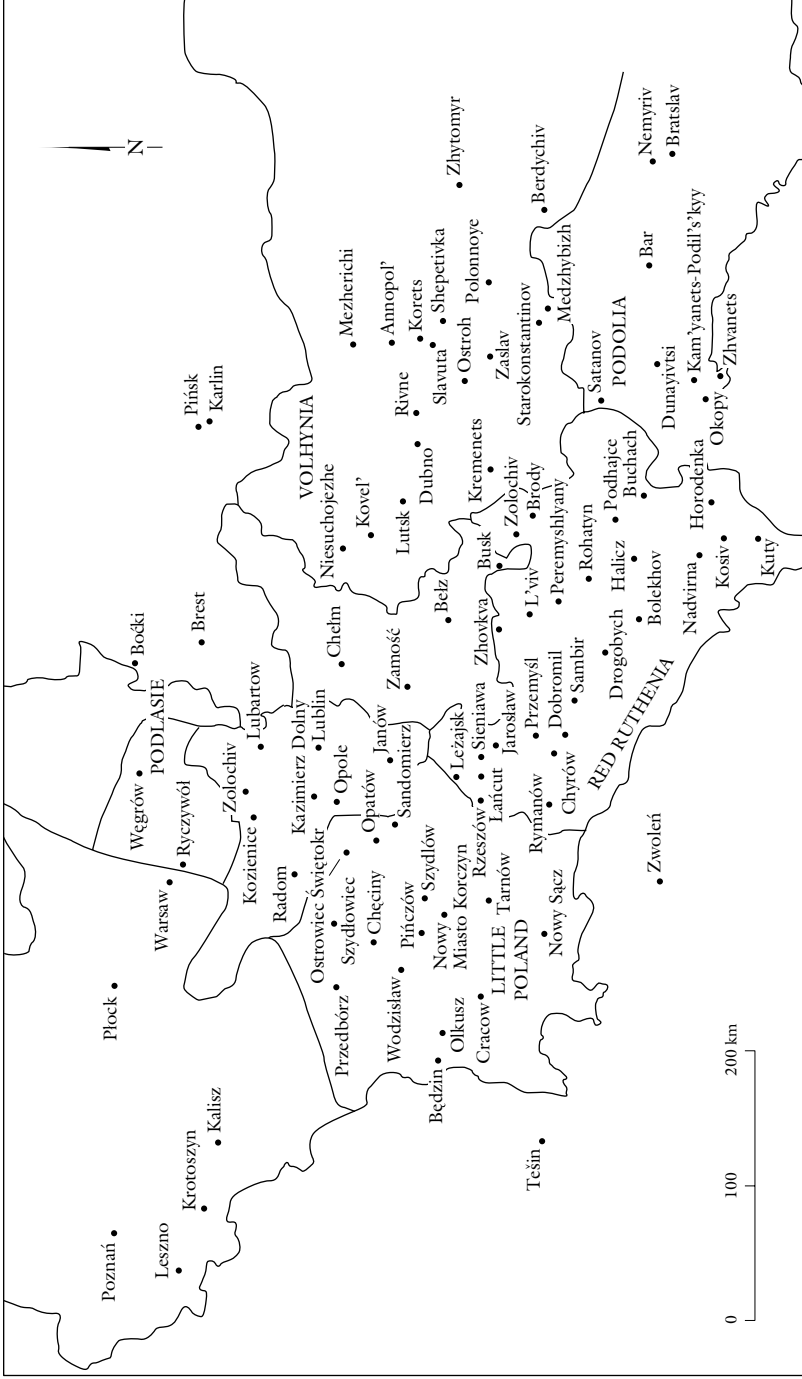 N
Poznań
Leszno
Krotoszyn
Kalisz
Płock
Warsaw
Ryczywół
Węgrów
PODLASIE
Boćki
Brest
Pińsk
Karlin
Kozienice
Zolochiv
Lubartow
Radom
Kazimierz Dolny
Lublin
Opole
Ostrowiec Świętokr
Szydłowiec
Opatów
Chęciny
Janów
Sandomierz
Przedbórz
Wodzisław
Pińczów
Szydłów
Nowy
Miasto Korczyn
Będzin
Olkusz
Cracow
LITTLE
POLAND
Tarnów
Nowy Sącz
Tešin
Rzeszów
Łańcut
Leżajsk
Sieniawa
Jarosław
Przemyśl
Dobromil
Sambir
Rymanów
Chyrów
RED RUTHENIA
Zwoleń
Chełm
Zamość
Bełz
VOLHYNIA
Niesuchojezhe
Kovel’
Lutsk
Dubno
Rivne
Mezherichi
Annopol’
Korets
Slavuta
Shepetivka
Ostroh
Polonnoye
Zaslav
Zhytomyr
Berdychiv
Starokonstantinov
Medzhybizh
Kremenets
Zhovkva
Busk
Zolochiv
Brody
L’viv
Peremyshlyany
Rohatyn
Podhajce
Buchach
Halicz
Drogobych
Bolekhov
Nadvirna
Horodenka
Kosiv
Kuty
Satanov
PODOLIA
Dunayivtsi
Kam’yanets-Podil’s’kyy
Okopy
Zhvanets
Bar
Nemyriv
Bratslav
0
100
200 km